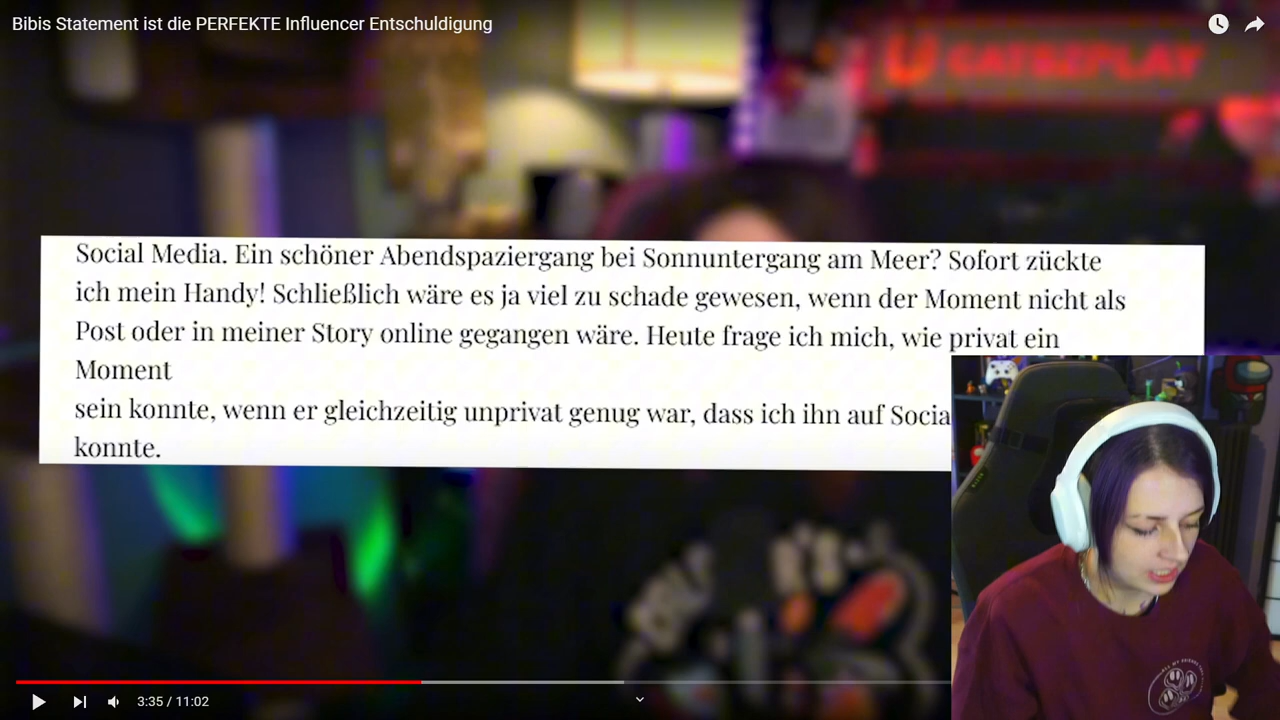 Bibis Statement ist die PERFEKTE Influencer Entschuldigung
CATSZPLAY
Social Media. Ein schöner Abendspaziergang bei Sonnuntergang am Meer? Sofort zückte
ich mein Handy! Schließlich wäre es ja viel zu schade gewesen, wenn der Moment nicht als
Post oder in meiner Story online gegangen wäre. Heute frage ich mich, wie privat ein
Moment
sein konnte, wenn er gleichzeitig unprivat genug war, dass ich ihn auf Socia
konnte.
3:35 / 11:02